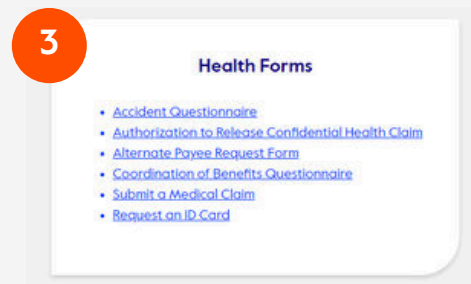 3
Health Forms
• Accident Questionnaire
• Authorization to Release Confidential Health Claim
• Alternate Payee Request Form
• Coordination of Benefits Questionnaire
• Submit a Medical Claim
• Request an ID Card